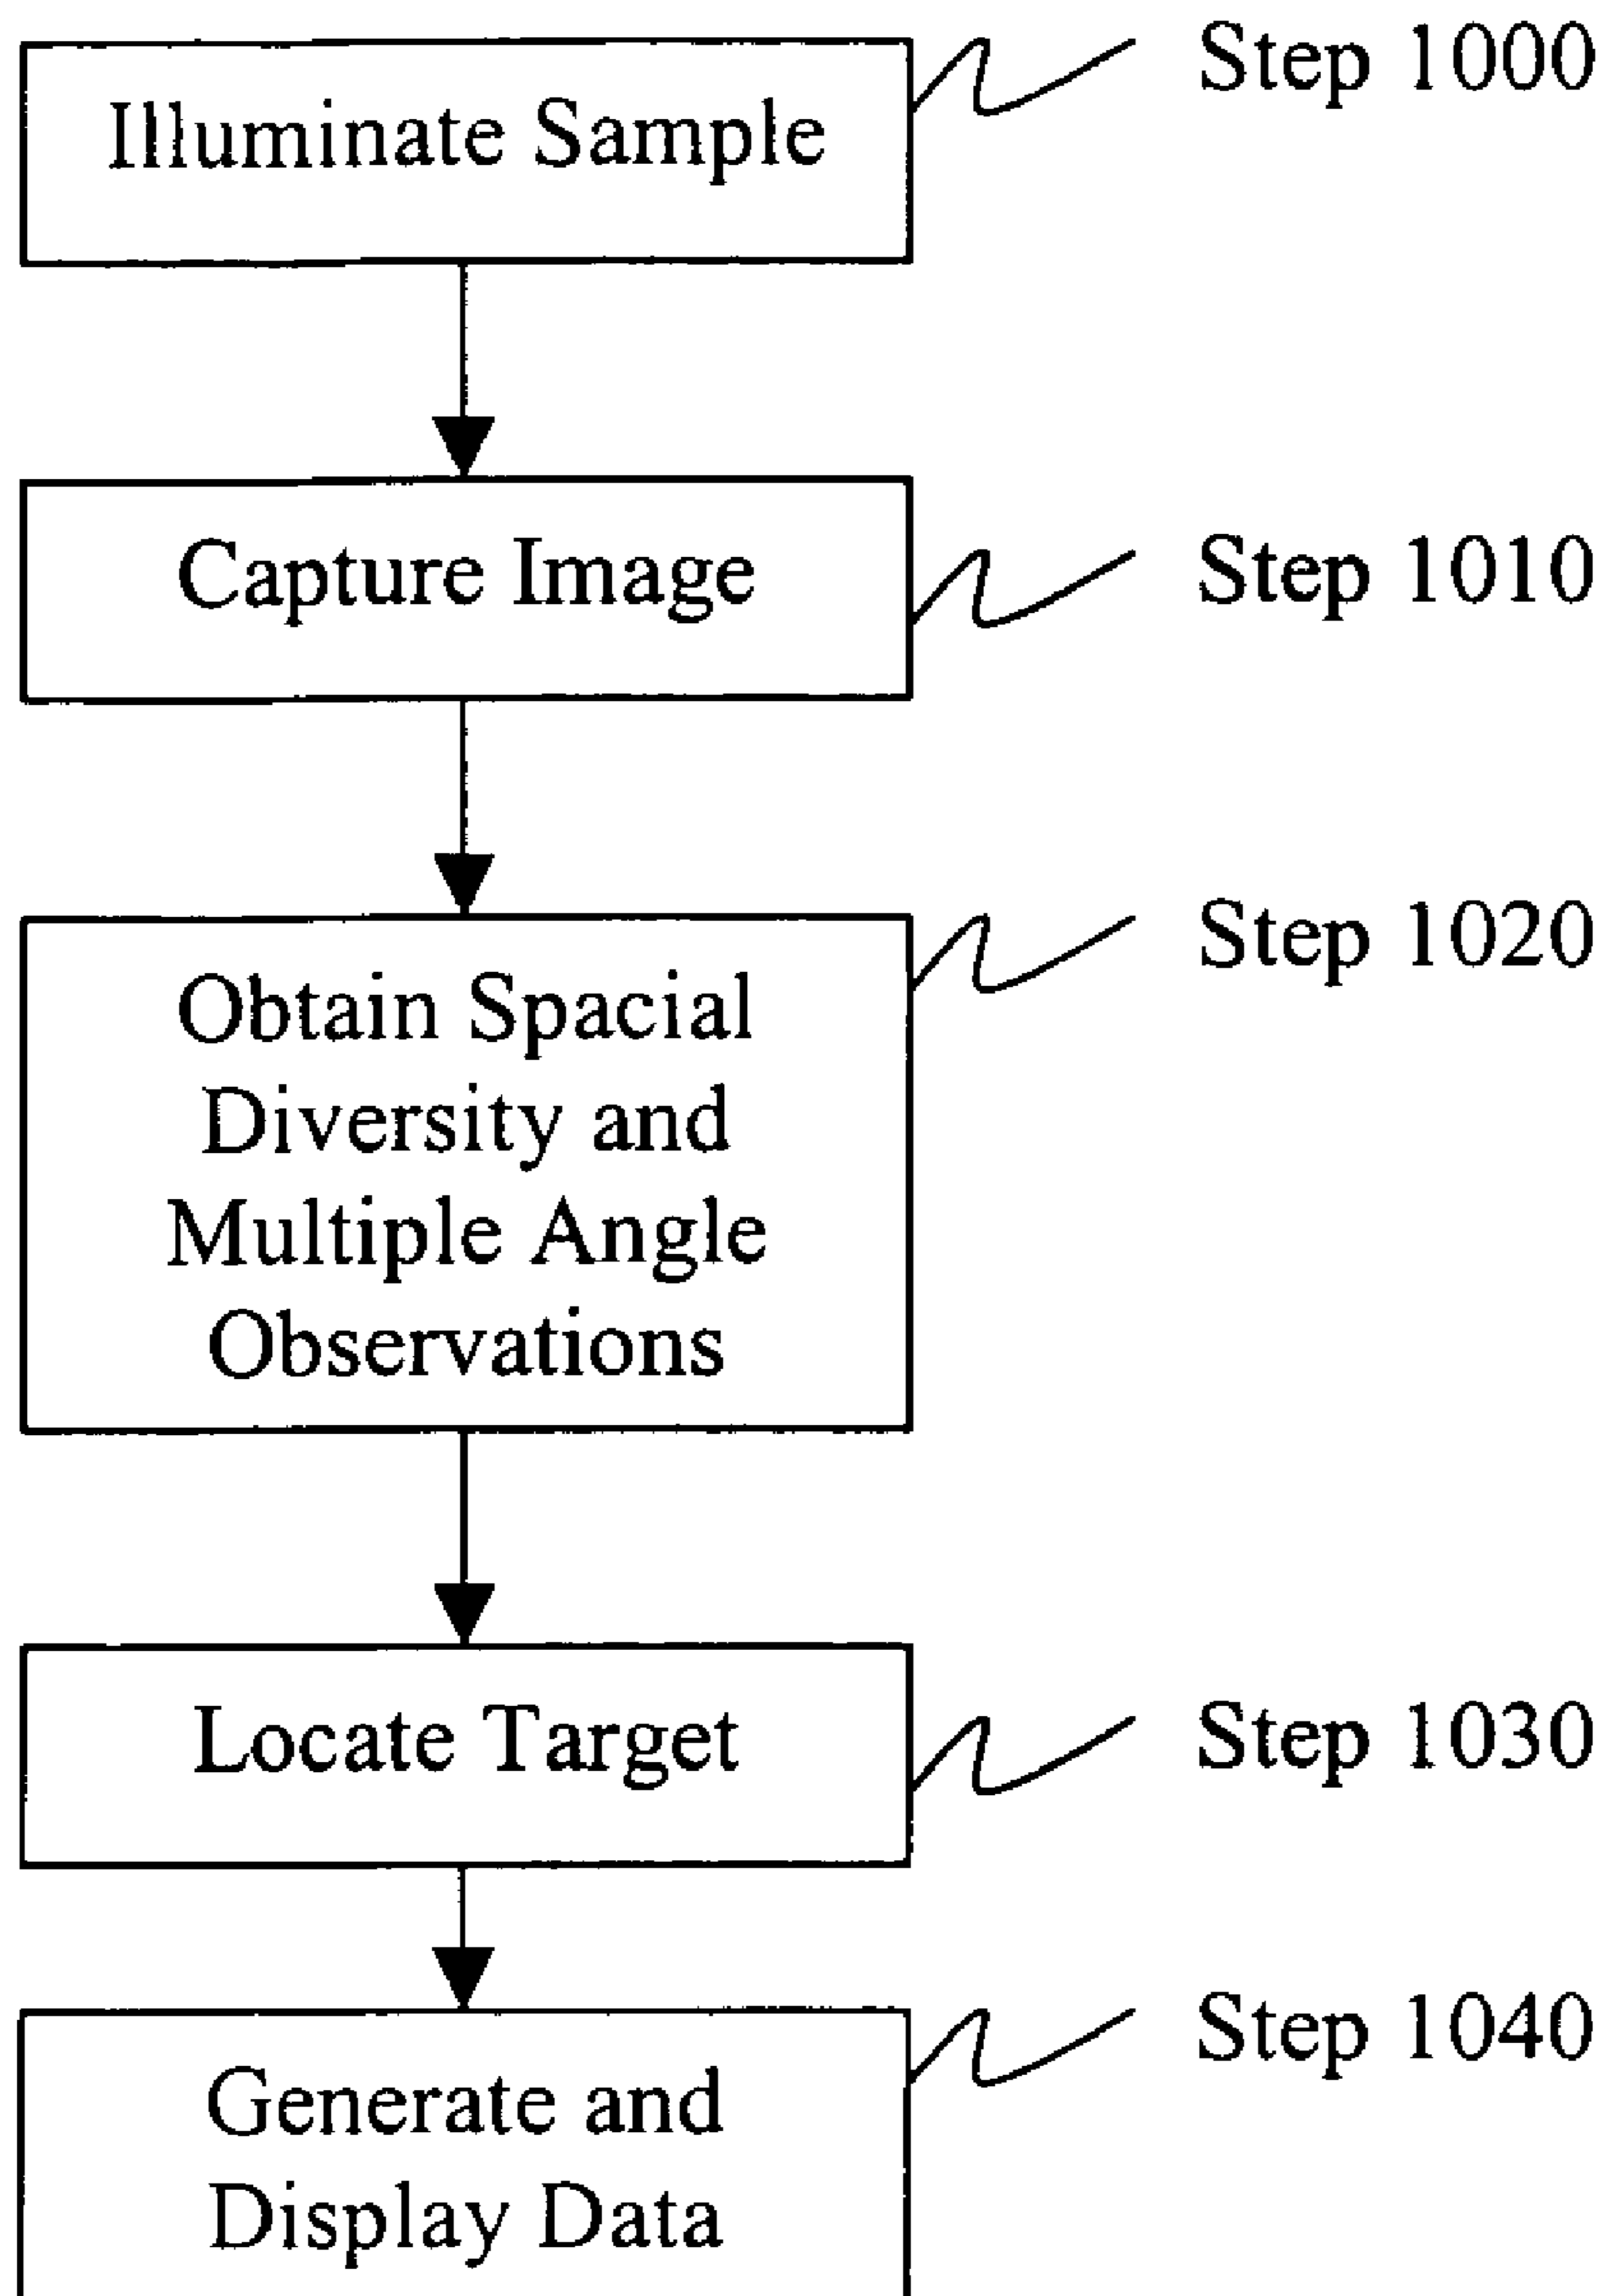 Illuminate Sample
Step 1000
Capture Image
Step 1010
Obtain Spacial
Diversity and
Multiple Angle
Observations
Step 1020
Locate Target
Step 1030
Generate and
Display Data
Step 1040